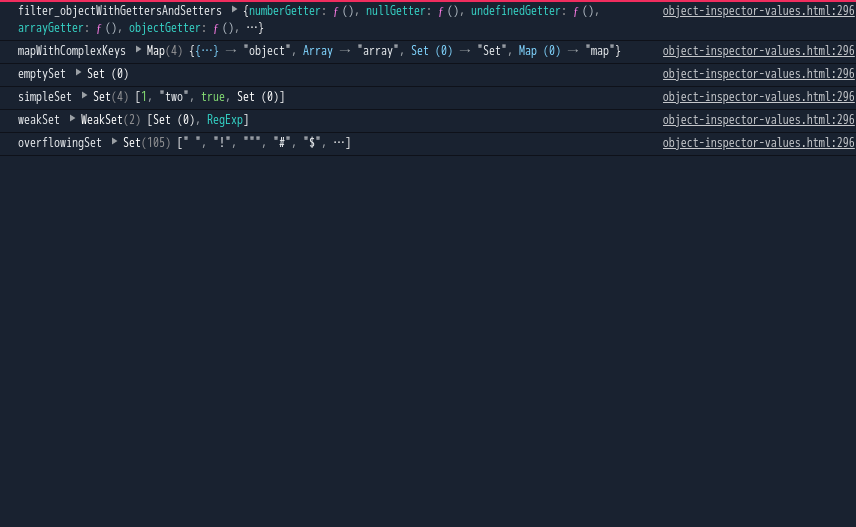 filter_objectWithGettersAndSetters ▶ {numberGetter: ƒ (), nullGetter: ƒ (), undefinedGetter: ƒ (), object-inspector-values.html:296
arrayGetter: ƒ (), objectGetter: ƒ (), …}
mapWithComplexKeys ▶ Map(4) {{…} → "object", Array → "array", Set (0) → "Set", Map (0) → "map"} object-inspector-values.html:296
emptySet ▶ Set (0) object-inspector-values.html:296
simpleSet ▶ Set(4) [1, "two", true, Set (0)] object-inspector-values.html:296
weakSet ▶ WeakSet(2) [Set (0), RegExp] object-inspector-values.html:296
overflowingSet ▶ Set(105) [" ", "!", """, "#", "$", …] object-inspector-values.html:296